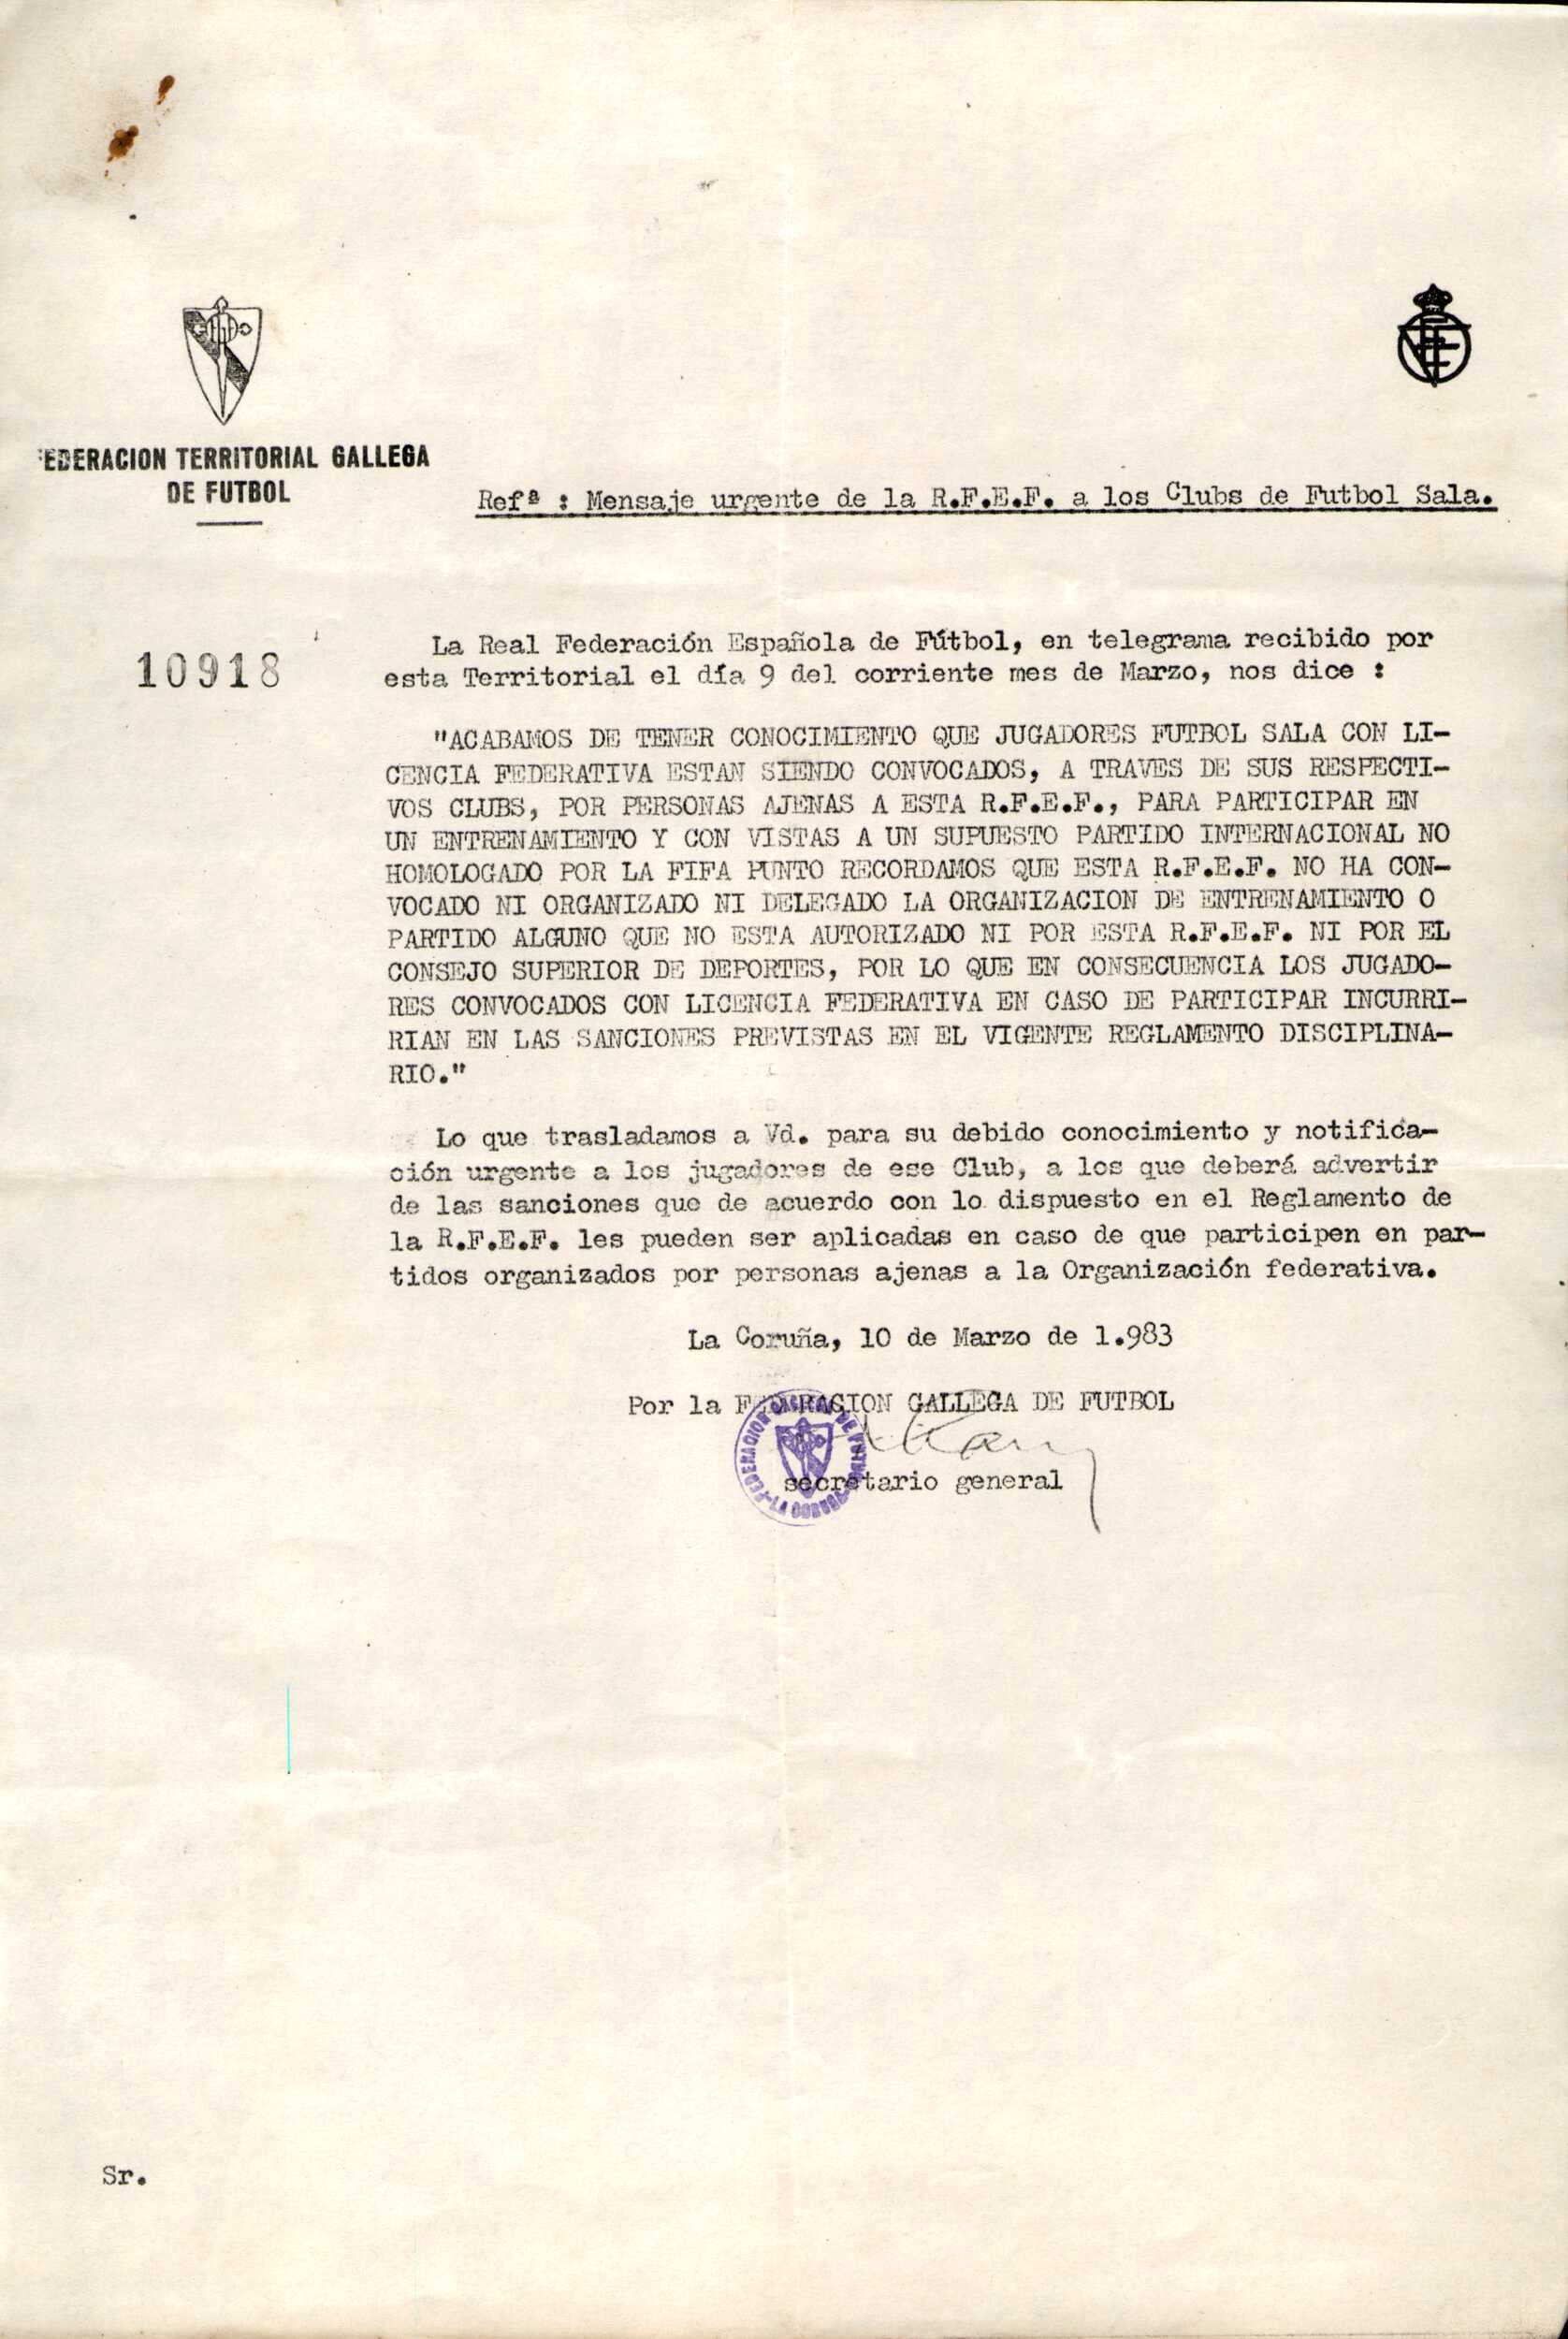 FEDERACION TERRITORIAL GALLEGA
DE FUTBOL
Refª : Mensaje urgente de la R.F.E.F. a los Clubs de Futbol Sala.
10918
La Real Federación Española de Fútbol, en telegrama recibido por
esta Territorial el día 9 del corriente mes de Marzo, nos dice :
"ACABAMOS DE TENER CONOCIMIENTO QUE JUGADORES FUTBOL SALA CON LI-
CENCIA FEDERATIVA ESTAN SIENDO CONVOCADOS, A TRAVES DE SUS RESPECTI-
VOS CLUBS, POR PERSONAS AJENAS A ESTA R.F.E.F., PARA PARTICIPAR EN
UN ENTRENAMIENTO Y CON VISTAS A UN SUPUESTO PARTIDO INTERNACIONAL NO
HOMOLOGADO POR LA FIFA PUNTO RECORDAMOS QUE ESTA R.F.E.F. NO HA CON-
VOCADO NI ORGANIZADO NI DELEGADO LA ORGANIZACION DE ENTRENAMIENTO O
PARTIDO ALGUNO QUE NO ESTA AUTORIZADO NI POR ESTA R.F.E.F. NI POR EL
CONSEJO SUPERIOR DE DEPORTES, POR LO QUE EN CONSECUENCIA LOS JUGADO-
RES CONVOCADOS CON LICENCIA FEDERATIVA EN CASO DE PARTICIPAR INCURRI-
RIAN EN LAS SANCIONES PREVISTAS EN EL VIGENTE REGLAMENTO DISCIPLINA-
RIO."
Lo que trasladamos a Vd. para su debido conocimiento y notifica-
ción urgente a los jugadores de ese Club, a los que deberá advertir
de las sanciones que de acuerdo con lo dispuesto en el Reglamento de
la R.F.E.F. les pueden ser aplicadas en caso de que participen en par-
tidos organizados por personas ajenas a la Organización federativa.
La Coruña, 10 de Marzo de 1.983
Por la FEDERACION GALLEGA DE FUTBOL
FEDERACION GALLEGA DE FUTBOL - LA CORUÑA
secretario general
Sr.